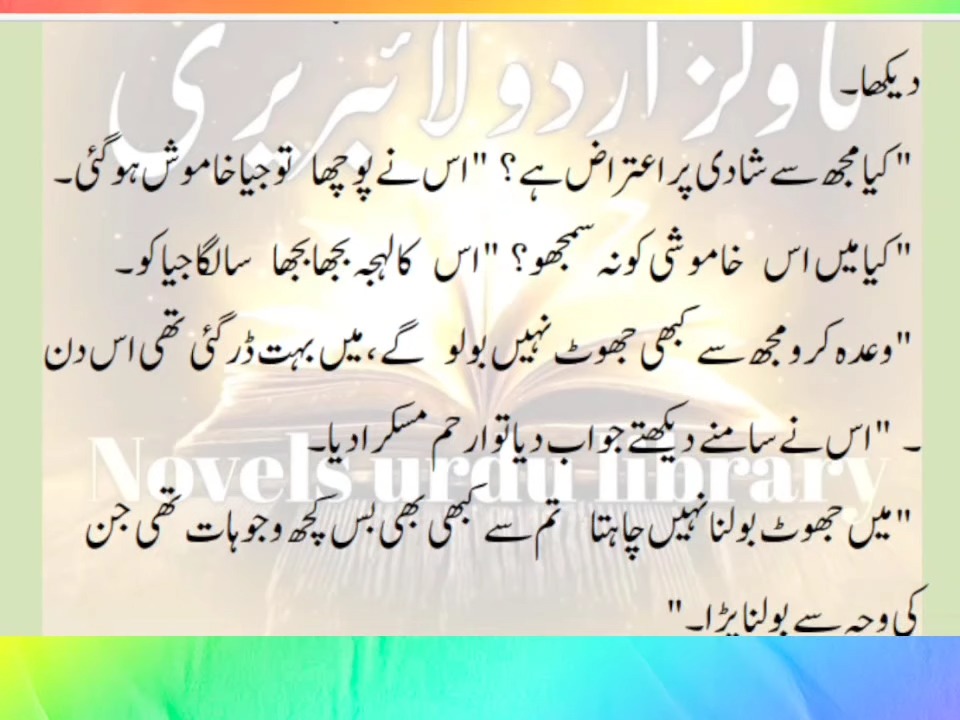 ناولز اردو لائبریری
دیکھا۔
"کیا مجھ سے شادی پر اعتراض ہے؟ "اس نے پوچھا تو جیا خاموش ہو گئی۔
"کیا میں اس خاموشی کو نہ سمجھو؟ "اس کا لہجہ بجھا بجھا سا لگا جیا کو۔
"وعدہ کرو مجھ سے کبھی جھوٹ نہیں بولو گے، میں بہت ڈر گئی تھی اس دن
۔ "اس نے سامنے دیکھتے جواب دیا تو ارحم مسکرا دیا۔
Novels urdu library
"میں جھوٹ بولنا نہیں چاہتا تم سے کبھی بھی بس کچھ وجوہات تھی جن
کی وجہ سے بولنا پڑا۔"